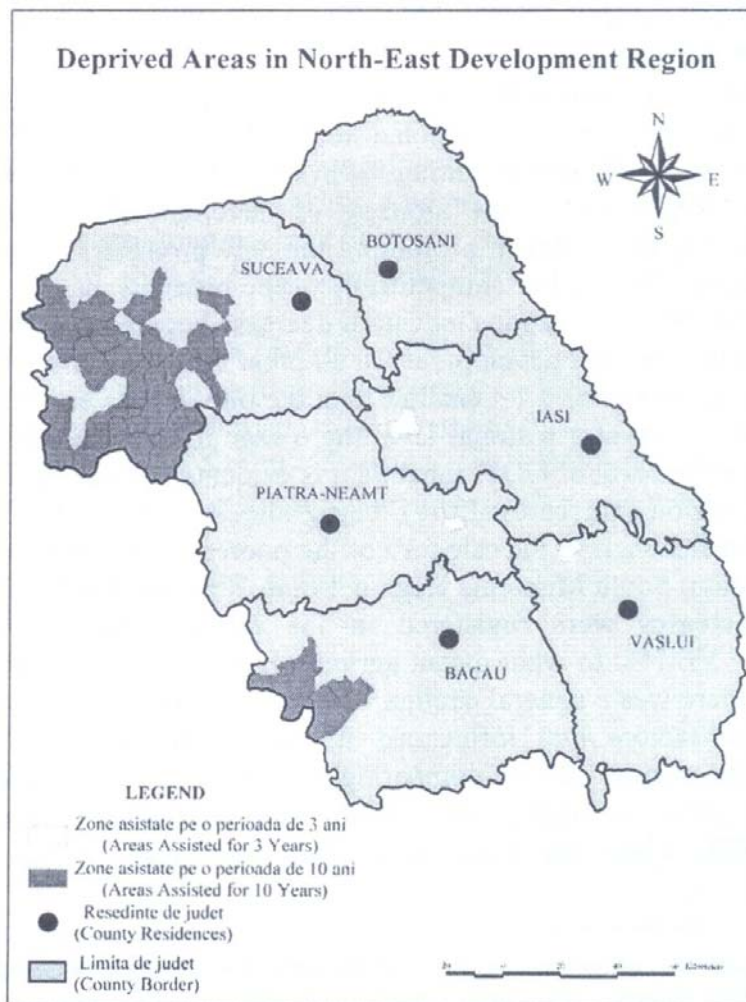 Deprived Areas in North-East Development Region
N
W E
S
BOTOSANI
SUCEAVA
IASI
PIATRA-NEAMT
VASLUI
BACAU
LEGEND
Zone asistate pe o perioada de 3 ani
(Areas Assisted for 3 Years)
Zone asistate pe o perioada de 10 ani
(Areas Assisted for 10 Years)
Resedinte de judet
(County Residences)
Limita de judet
(County Border)